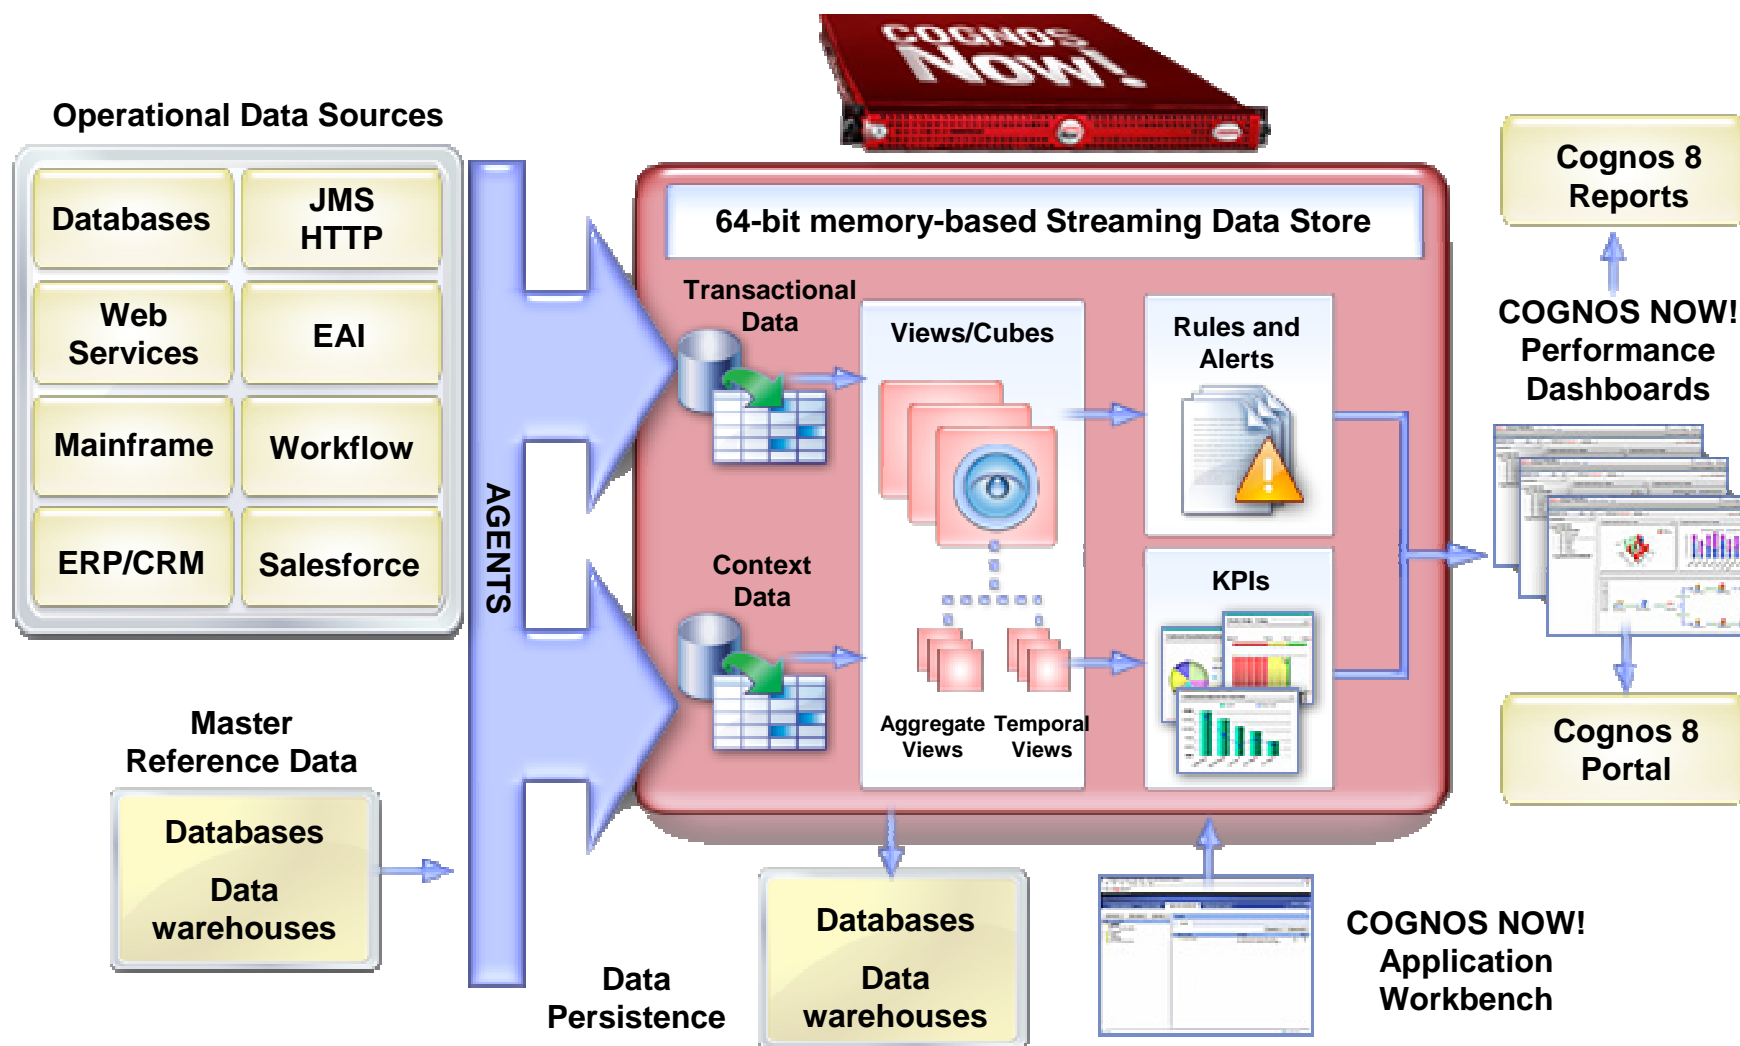 COGNOS
NOW!
Operational Data Sources
Databases
JMS
HTTP
Web
Services
EAI
Mainframe
Workflow
ERP/CRM
Salesforce
AGENTS
Master
Reference Data
Databases
Data
warehouses
64-bit memory-based Streaming Data Store
Transactional
Data
Context
Data
Views/Cubes
Aggregate
Views
Temporal
Views
Rules and
Alerts
KPIs
Data
Persistence
Databases
Data
warehouses
COGNOS NOW!
Application
Workbench
Cognos 8
Reports
COGNOS NOW!
Performance
Dashboards
Cognos 8
Portal